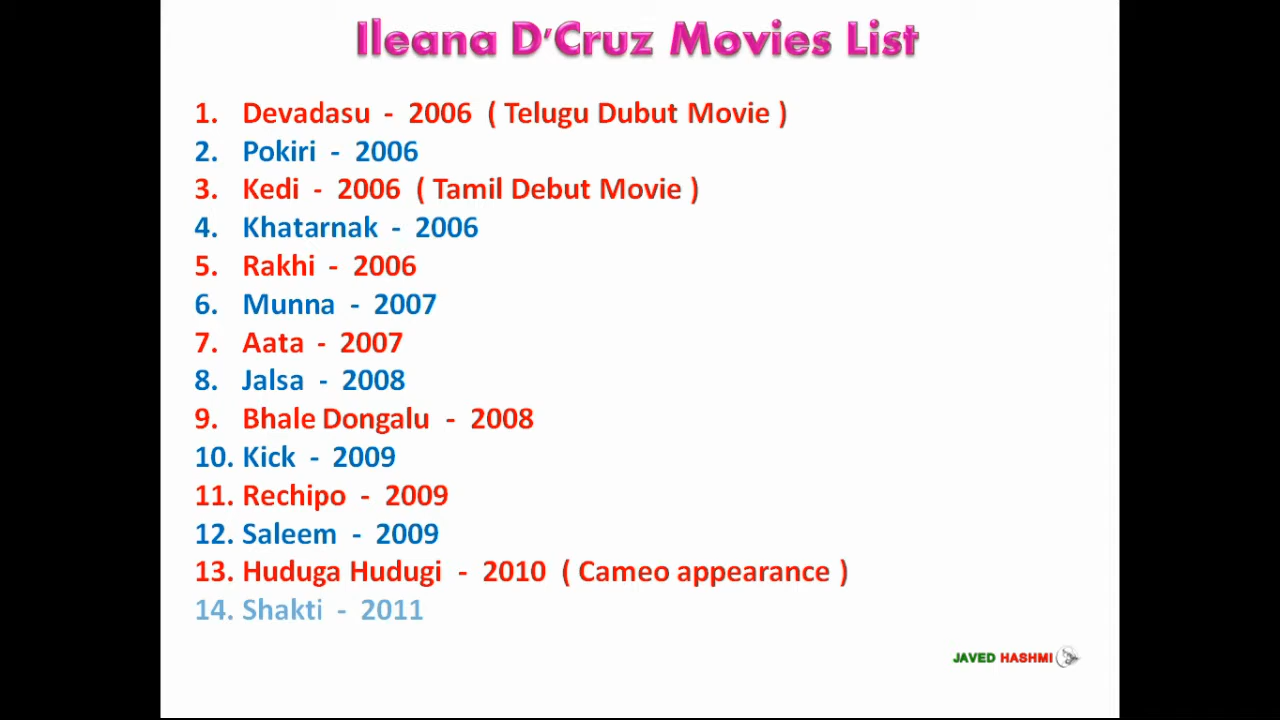 Ileana D'Cruz Movies List
1. Devadasu - 2006 ( Telugu Dubut Movie )
2. Pokiri - 2006
3. Kedi - 2006 ( Tamil Debut Movie )
4. Khatarnak - 2006
5. Rakhi - 2006
6. Munna - 2007
7. Aata - 2007
8. Jalsa - 2008
9. Bhale Dongalu - 2008
10. Kick - 2009
11. Rechipo - 2009
12. Saleem - 2009
13. Huduga Hudugi - 2010 ( Cameo appearance )
14. Shakti - 2011
JAVED HASHMI